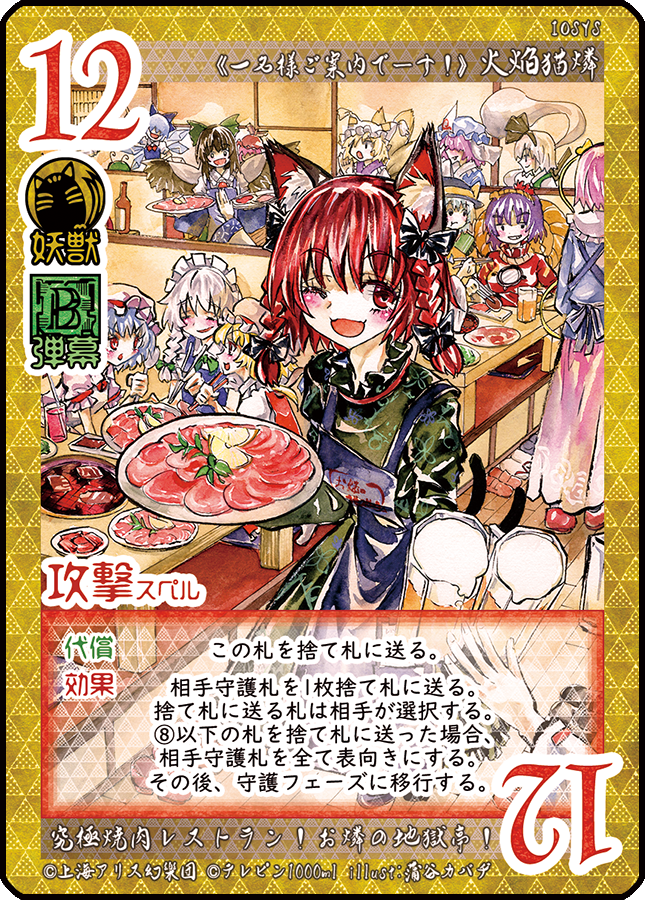 IOSYS
《一名様ご案内でーす！》火焔猫燐
12
妖獣
B
弾幕
攻撃スペル
代償
この札を捨て札に送る。
効果
相手守護札を1枚捨て札に送る。
捨て札に送る札は相手が選択する。
⑧以下の札を捨て札に送った場合、
相手守護札を全て表向きにする。
その後、守護フェーズに移行する。
12
究極焼肉レストラン！お燐の地獄亭！
©上海アリス幻樂団 ©テレピン1000ml illust:蒲谷カバヂ